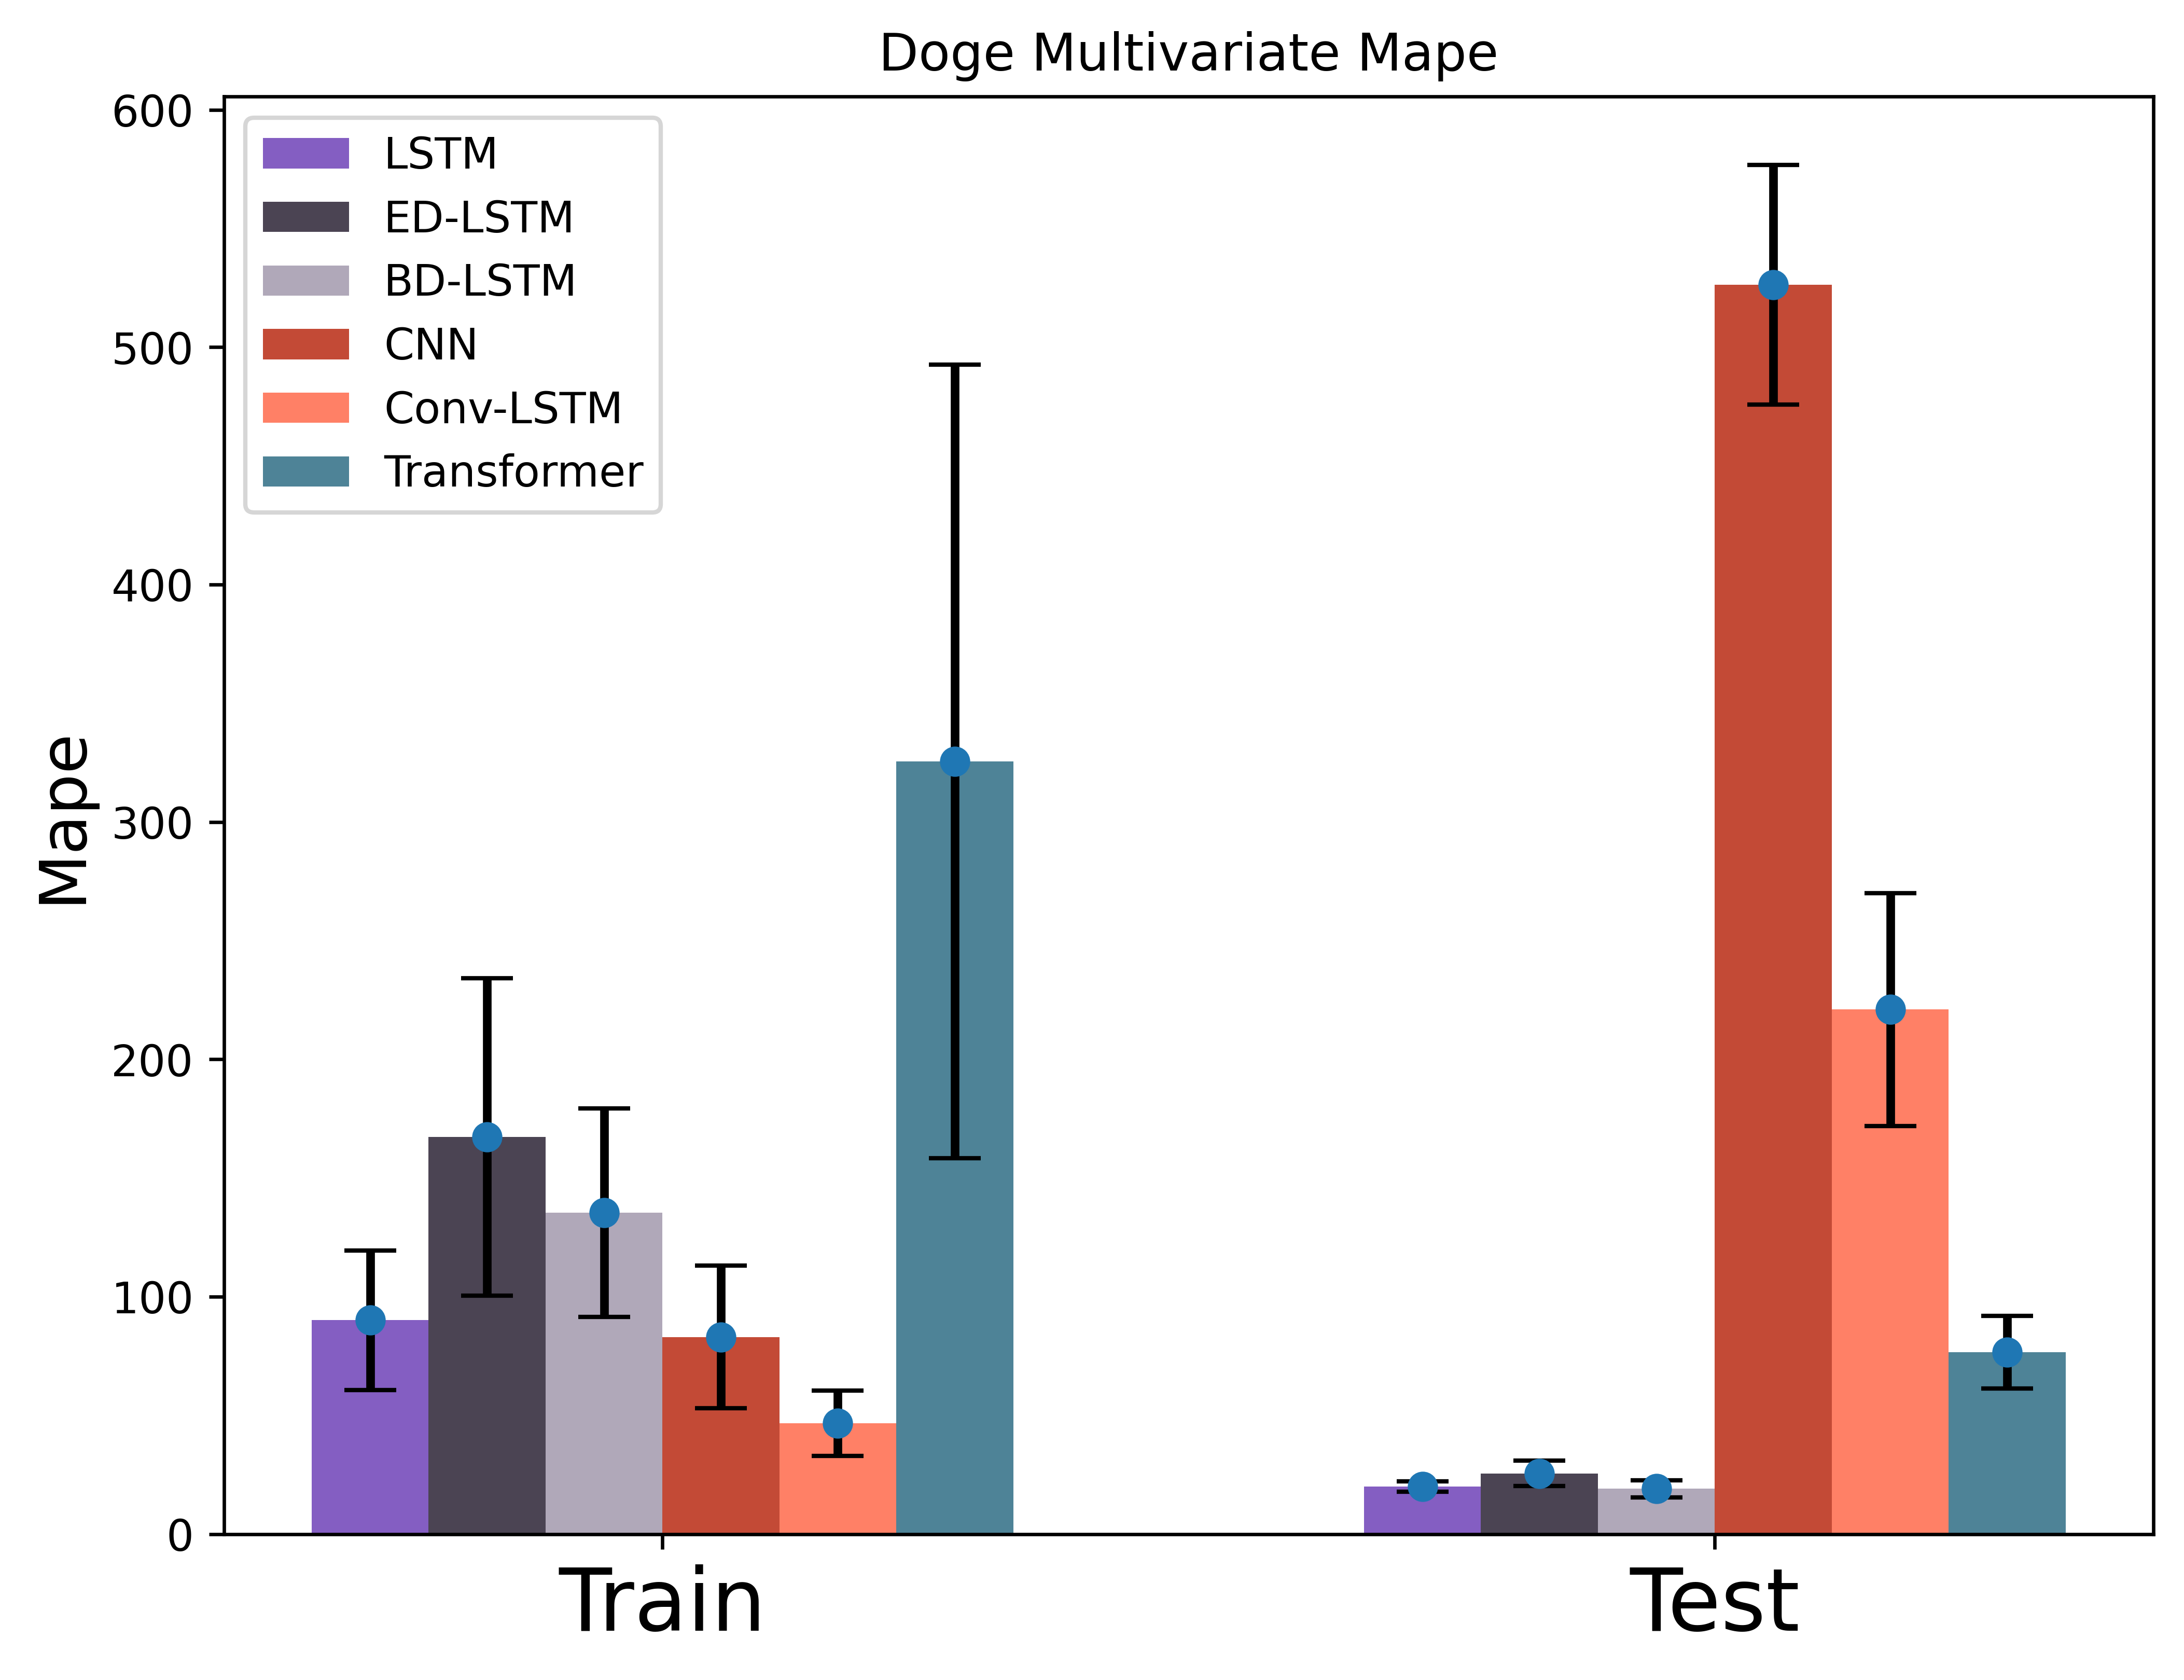 Doge Multivariate Mape
600
500
400
300
200
100
0
Mape
LSTM
ED-LSTM
BD-LSTM
CNN
Conv-LSTM
Transformer
Train
Test